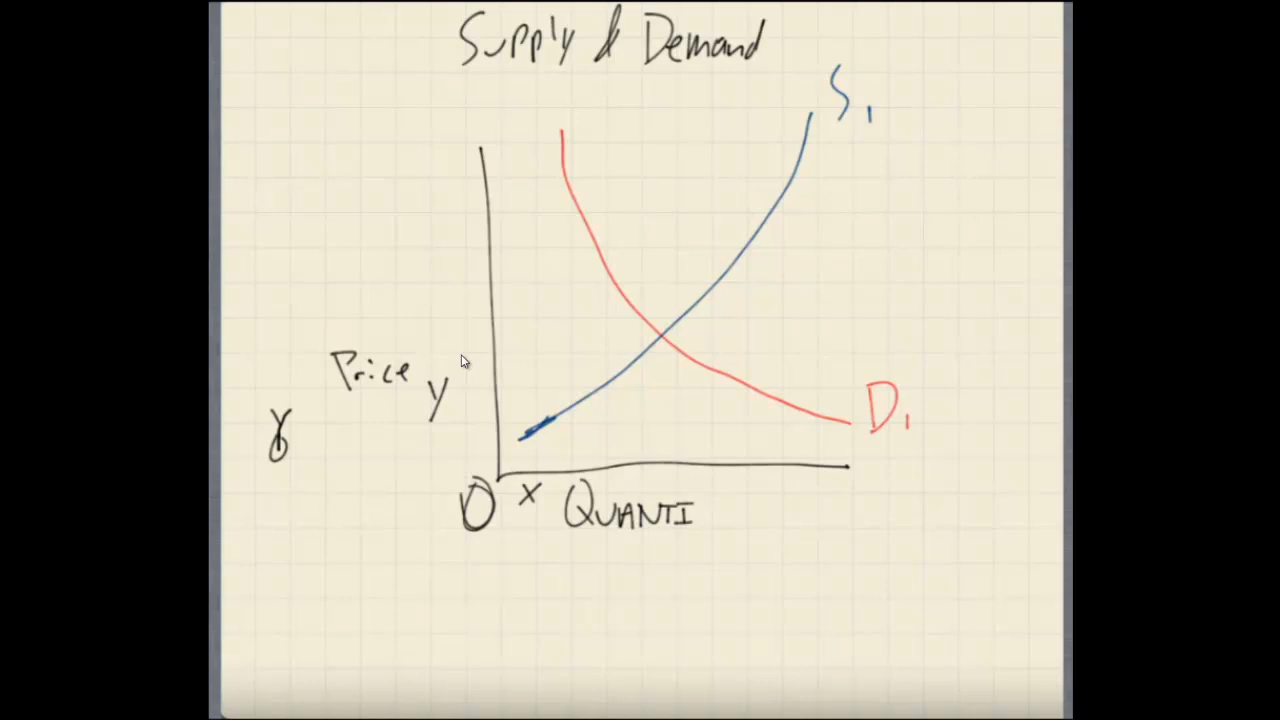 Supply & Demand
S1
Price y
D1
γ
0 x QUANTI